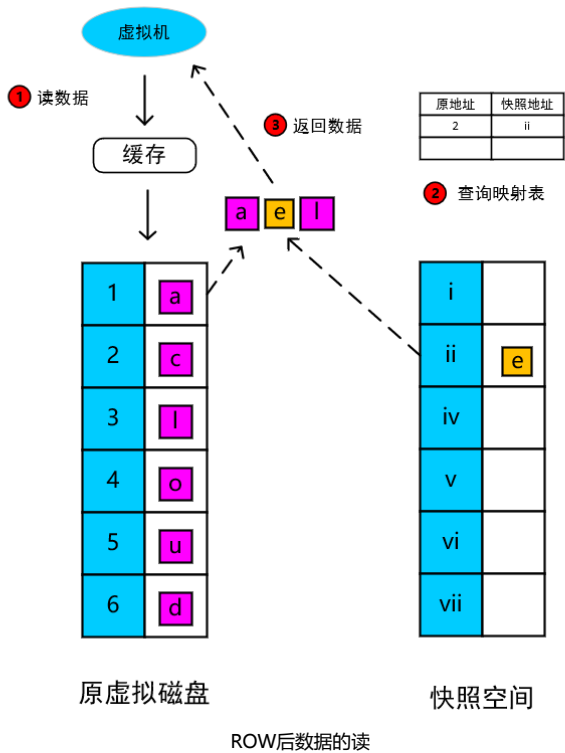 虚拟机
1 读数据
缓存
3 返回数据
原地址 快照地址
2 ii
2 查询映射表
a e l
1 a
2 c
3 l
4 o
5 u
6 d
i
ii e
iv
v
vi
vii
原虚拟磁盘
快照空间
ROW后数据的读